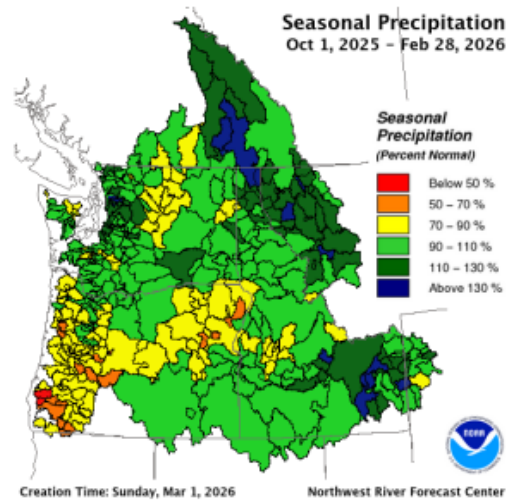 Seasonal Precipitation
Oct 1, 2025 – Feb 28, 2026
Seasonal
Precipitation
(Percent Normal)
Below 50 %
50 – 70 %
70 – 90 %
90 – 110 %
110 – 130 %
Above 130 %
NOAA
Creation Time: Sunday, Mar 1, 2026
Northwest River Forecast Center